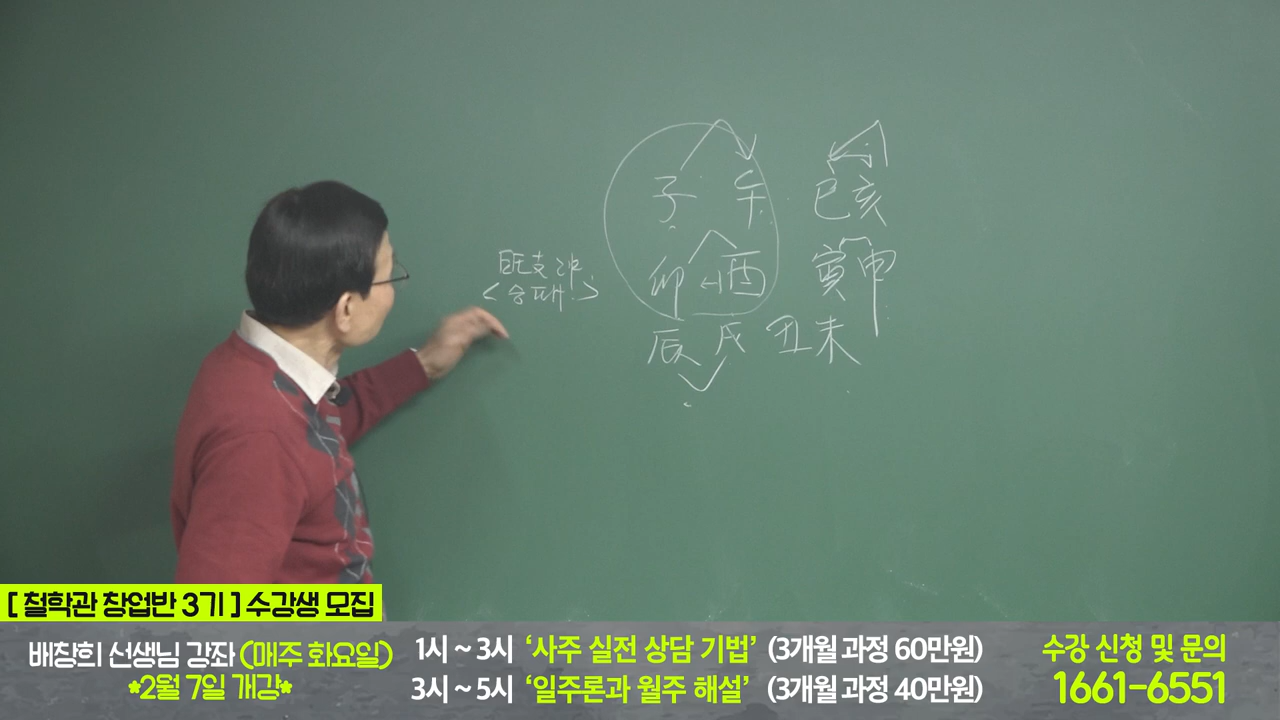 子 午 巳亥
卯 酉 寅申
辰 戌 丑未
旺支 冲
<승패>
[ 철학관 창업반 3기 ] 수강생 모집
배창희 선생님 강좌 (매주 화요일)
*2월 7일 개강*
1시 ~ 3시 ‘사주 실전 상담 기법’ (3개월 과정 60만원)
3시 ~ 5시 ‘일주론과 월주 해설’ (3개월 과정 40만원)
수강 신청 및 문의
1661-6551